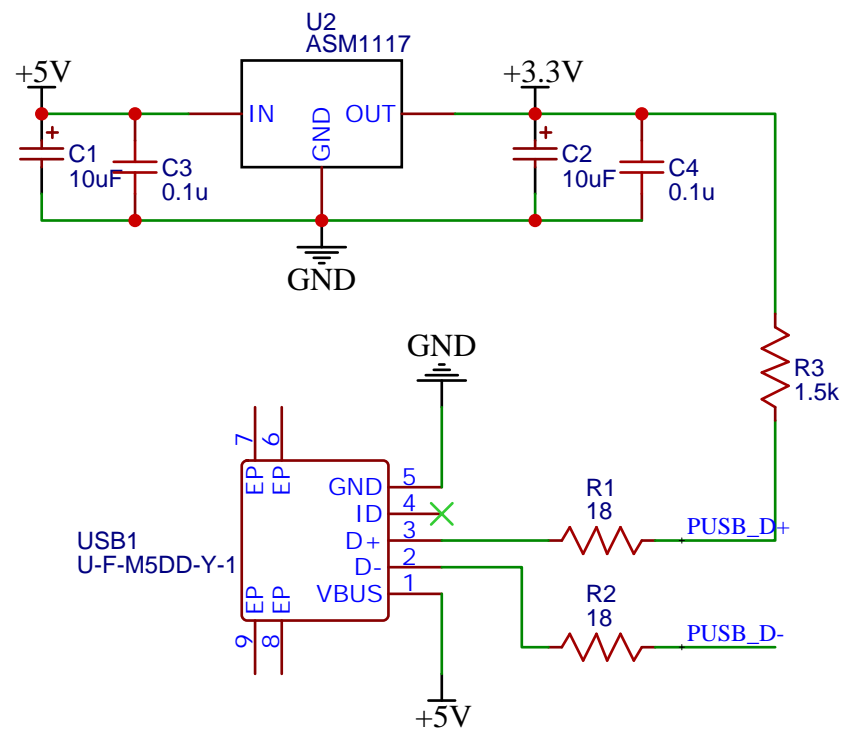 U2
ASM1117
+5V
+3.3V
IN
OUT
GND
+
C1
10uF
C3
0.1u
+
C2
10uF
C4
0.1u
GND
GND
R3
1.5k
7
6
EP
EP
GND
5
ID
4
D+
3
D-
2
VBUS
1
USB1
U-F-M5DD-Y-1
EP
EP
9
8
R1
18
PUSB_D+
R2
18
PUSB_D-
+5V